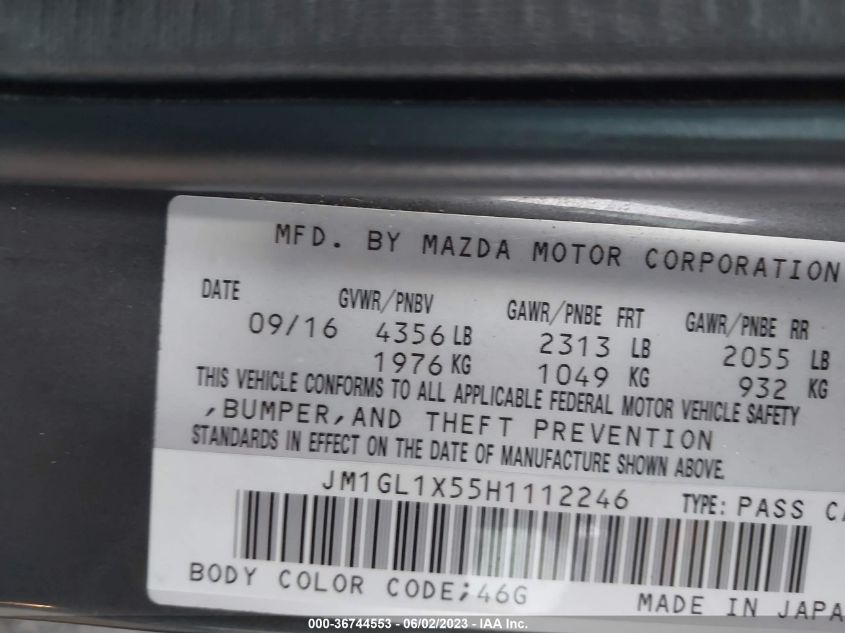 MFD. BY MAZDA MOTOR CORPORATION
DATE GVWR/PNBV GAWR/PNBE FRT GAWR/PNBE RR
09/16 4356 LB 2313 LB 2055 LB
1976 KG 1049 KG 932 KG
THIS VEHICLE CONFORMS TO ALL APPLICABLE FEDERAL MOTOR VEHICLE SAFETY
,BUMPER,AND THEFT PREVENTION
STANDARDS IN EFFECT ON THE DATE OF MANUFACTURE SHOWN ABOVE.
JM1GL1X55H1112246 TYPE: PASS
BODY COLOR CODE;46G
MADE IN JAPA
000-36744553 - 06/02/2023 - IAA Inc.